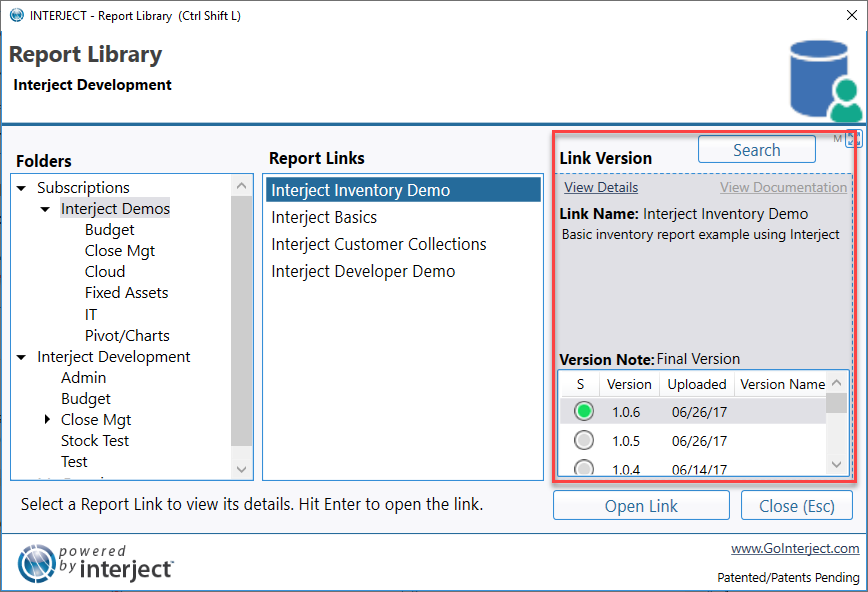 INTERJECT - Report Library (Ctrl Shift L)
Report Library
Interject Development
Folders
Subscriptions
Interject Demos
Budget
Close Mgt
Cloud
Fixed Assets
IT
Pivot/Charts
Interject Development
Admin
Budget
Close Mgt
Stock Test
Test
Report Links
Interject Inventory Demo
Interject Basics
Interject Customer Collections
Interject Developer Demo
M
Link Version
Search
View Details View Documentation
Link Name: Interject Inventory Demo
Basic inventory report example using Interject
Version Note: Final Version
S Version Uploaded Version Name
1.0.6 06/26/17
1.0.5 06/26/17
1.0.4 06/14/17
Select a Report Link to view its details. Hit Enter to open the link.
Open Link Close (Esc)
powered
by interject
www.GoInterject.com
Patented/Patents Pending